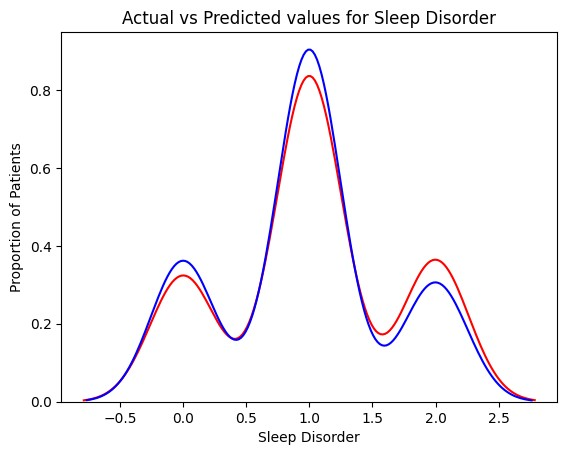 Actual vs Predicted values for Sleep Disorder
Proportion of Patients
0.8
0.6
0.4
0.2
0.0
−0.5 0.0 0.5 1.0 1.5 2.0 2.5
Sleep Disorder